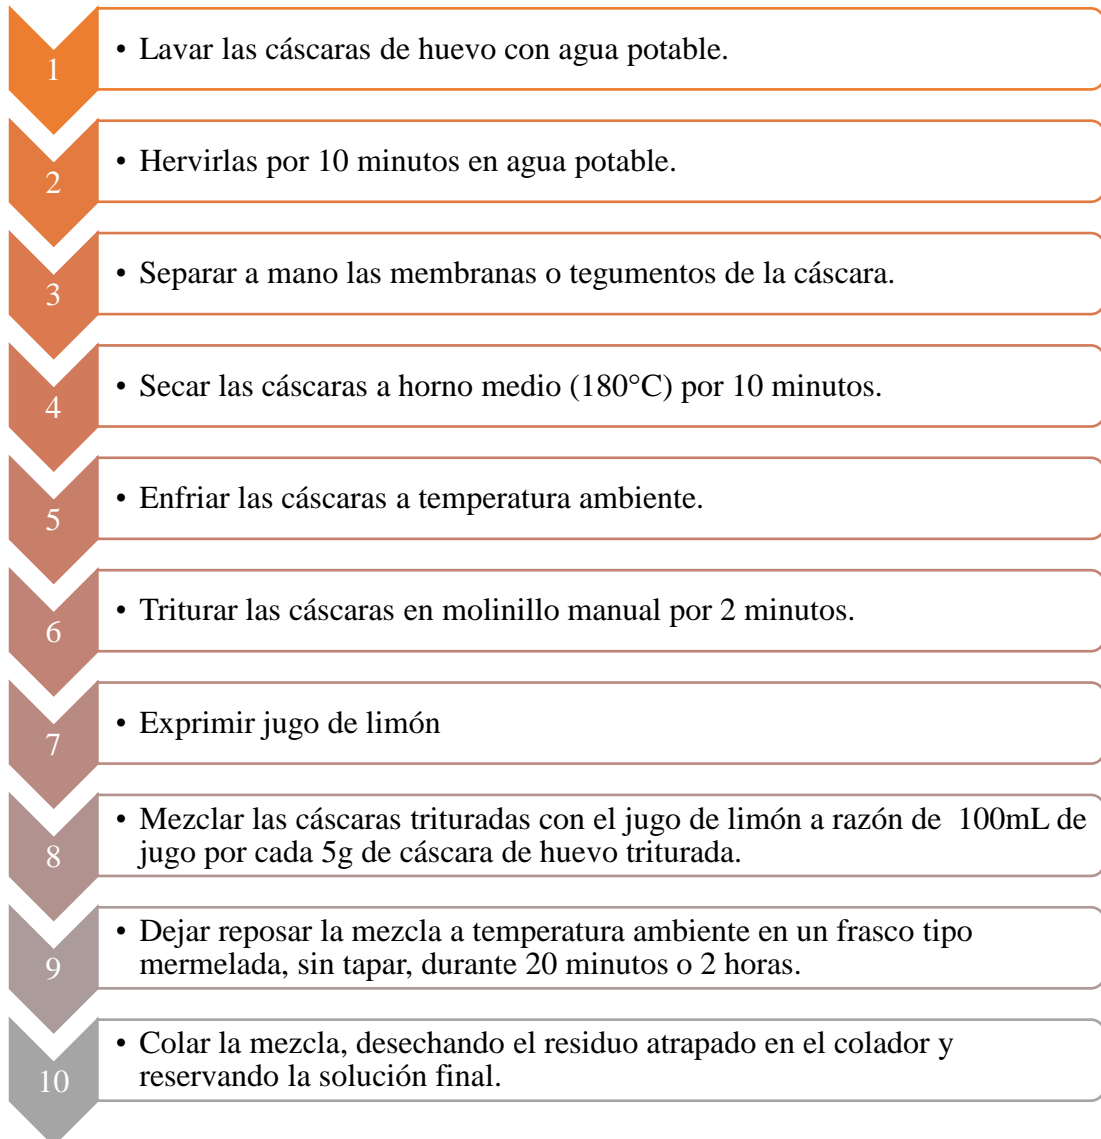 1
• Lavar las cáscaras de huevo con agua potable.
2
• Hervirlas por 10 minutos en agua potable.
3
• Separar a mano las membranas o tegumentos de la cáscara.
4
• Secar las cáscaras a horno medio (180°C) por 10 minutos.
5
• Enfriar las cáscaras a temperatura ambiente.
6
• Triturar las cáscaras en molinillo manual por 2 minutos.
7
• Exprimir jugo de limón
8
• Mezclar las cáscaras trituradas con el jugo de limón a razón de 100mL de
jugo por cada 5g de cáscara de huevo triturada.
9
• Dejar reposar la mezcla a temperatura ambiente en un frasco tipo
mermelada, sin tapar, durante 20 minutos o 2 horas.
10
• Colar la mezcla, desechando el residuo atrapado en el colador y
reservando la solución final.